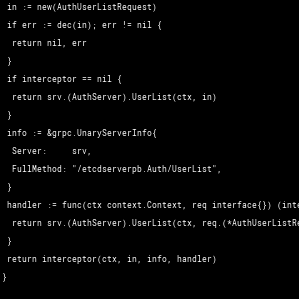 in := new(AuthUserListRequest)
if err := dec(in); err != nil {
return nil, err
}
if interceptor == nil {
return srv.(AuthServer).UserList(ctx, in)
}
info := &grpc.UnaryServerInfo{
Server:     srv,
FullMethod: "/etcdserverpb.Auth/UserList",
}
handler := func(ctx context.Context, req interface{}) (inte
return srv.(AuthServer).UserList(ctx, req.(*AuthUserListRe
}
return interceptor(ctx, in, info, handler)
}